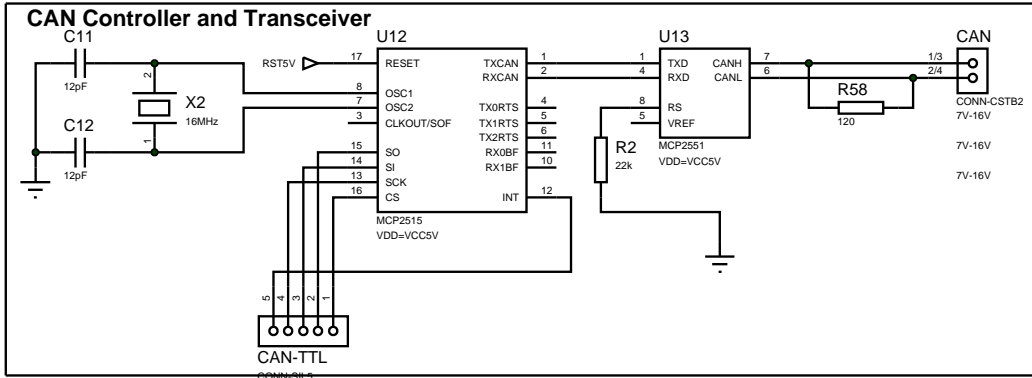 CAN Controller and Transceiver
C11
12pF
C12
12pF
2
X2
16MHz
1
RST5V
U12
17 RESET
8 OSC1
7 OSC2
3 CLKOUT/SOF
15 SO
14 SI
13 SCK
16 CS
TXCAN 1
RXCAN 2
TX0RTS 4
TX1RTS 5
TX2RTS 6
RX0BF 11
RX1BF 10
INT 12
MCP2515
VDD=VCC5V
U13
1 TXD
4 RXD
8 RS
5 VREF
CANH 7
CANL 6
MCP2551
VDD=VCC5V
R2
22k
R58
120
CAN
1/3
2/4
CONN-CSTB2
7V-16V
7V-16V
7V-16V
5 4 3 2 1
CAN-TTL
CONN-SIL5